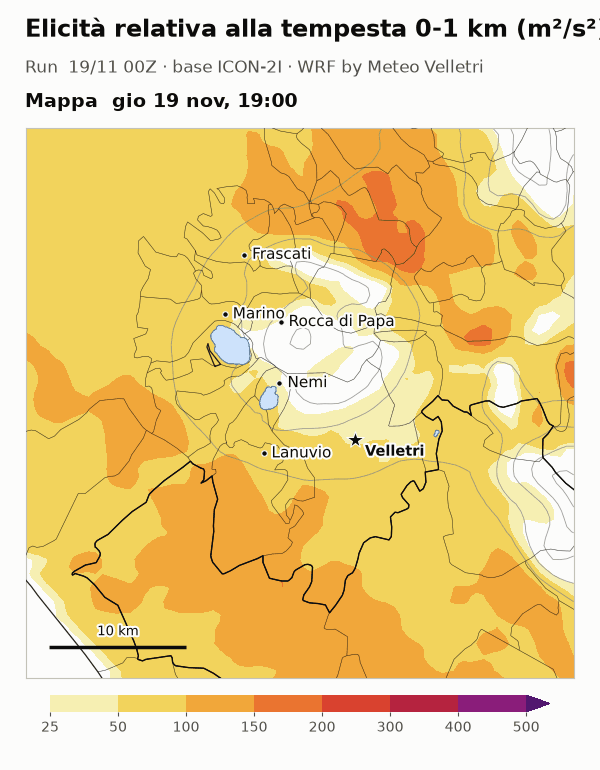 Elicità relativa alla tempesta 0-1 km (m²/s²)
Run 19/11 00Z · base ICON-2I · WRF by Meteo Velletri
Mappa gio 19 nov, 19:00
Frascati
Marino
Rocca di Papa
Nemi
Velletri
Lanuvio
10 km
25 50 100 150 200 300 400 500